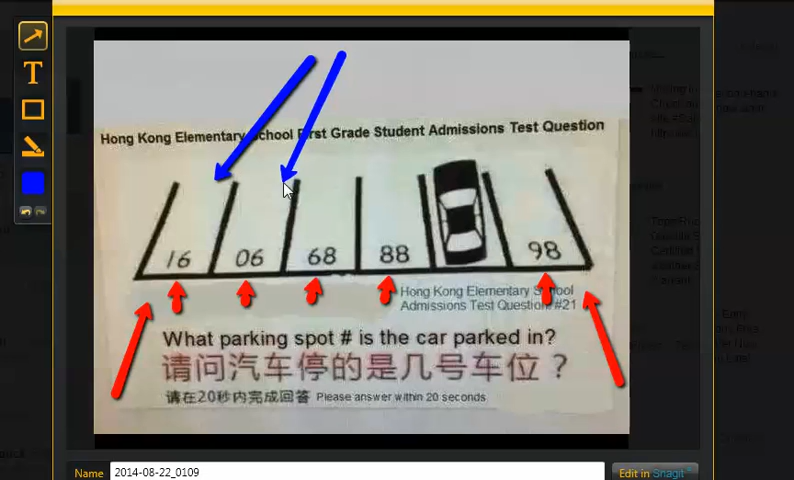 T
Hong Kong Elementary School First Grade Student Admissions Test Question
16 06 68 88 98
Hong Kong Elementary School
Admissions Test Question #21
What parking spot # is the car parked in?
请问汽车停的是几号车位？
请在20秒内完成回答 Please answer within 20 seconds
Name 2014-08-22_0109 Edit in Snagit